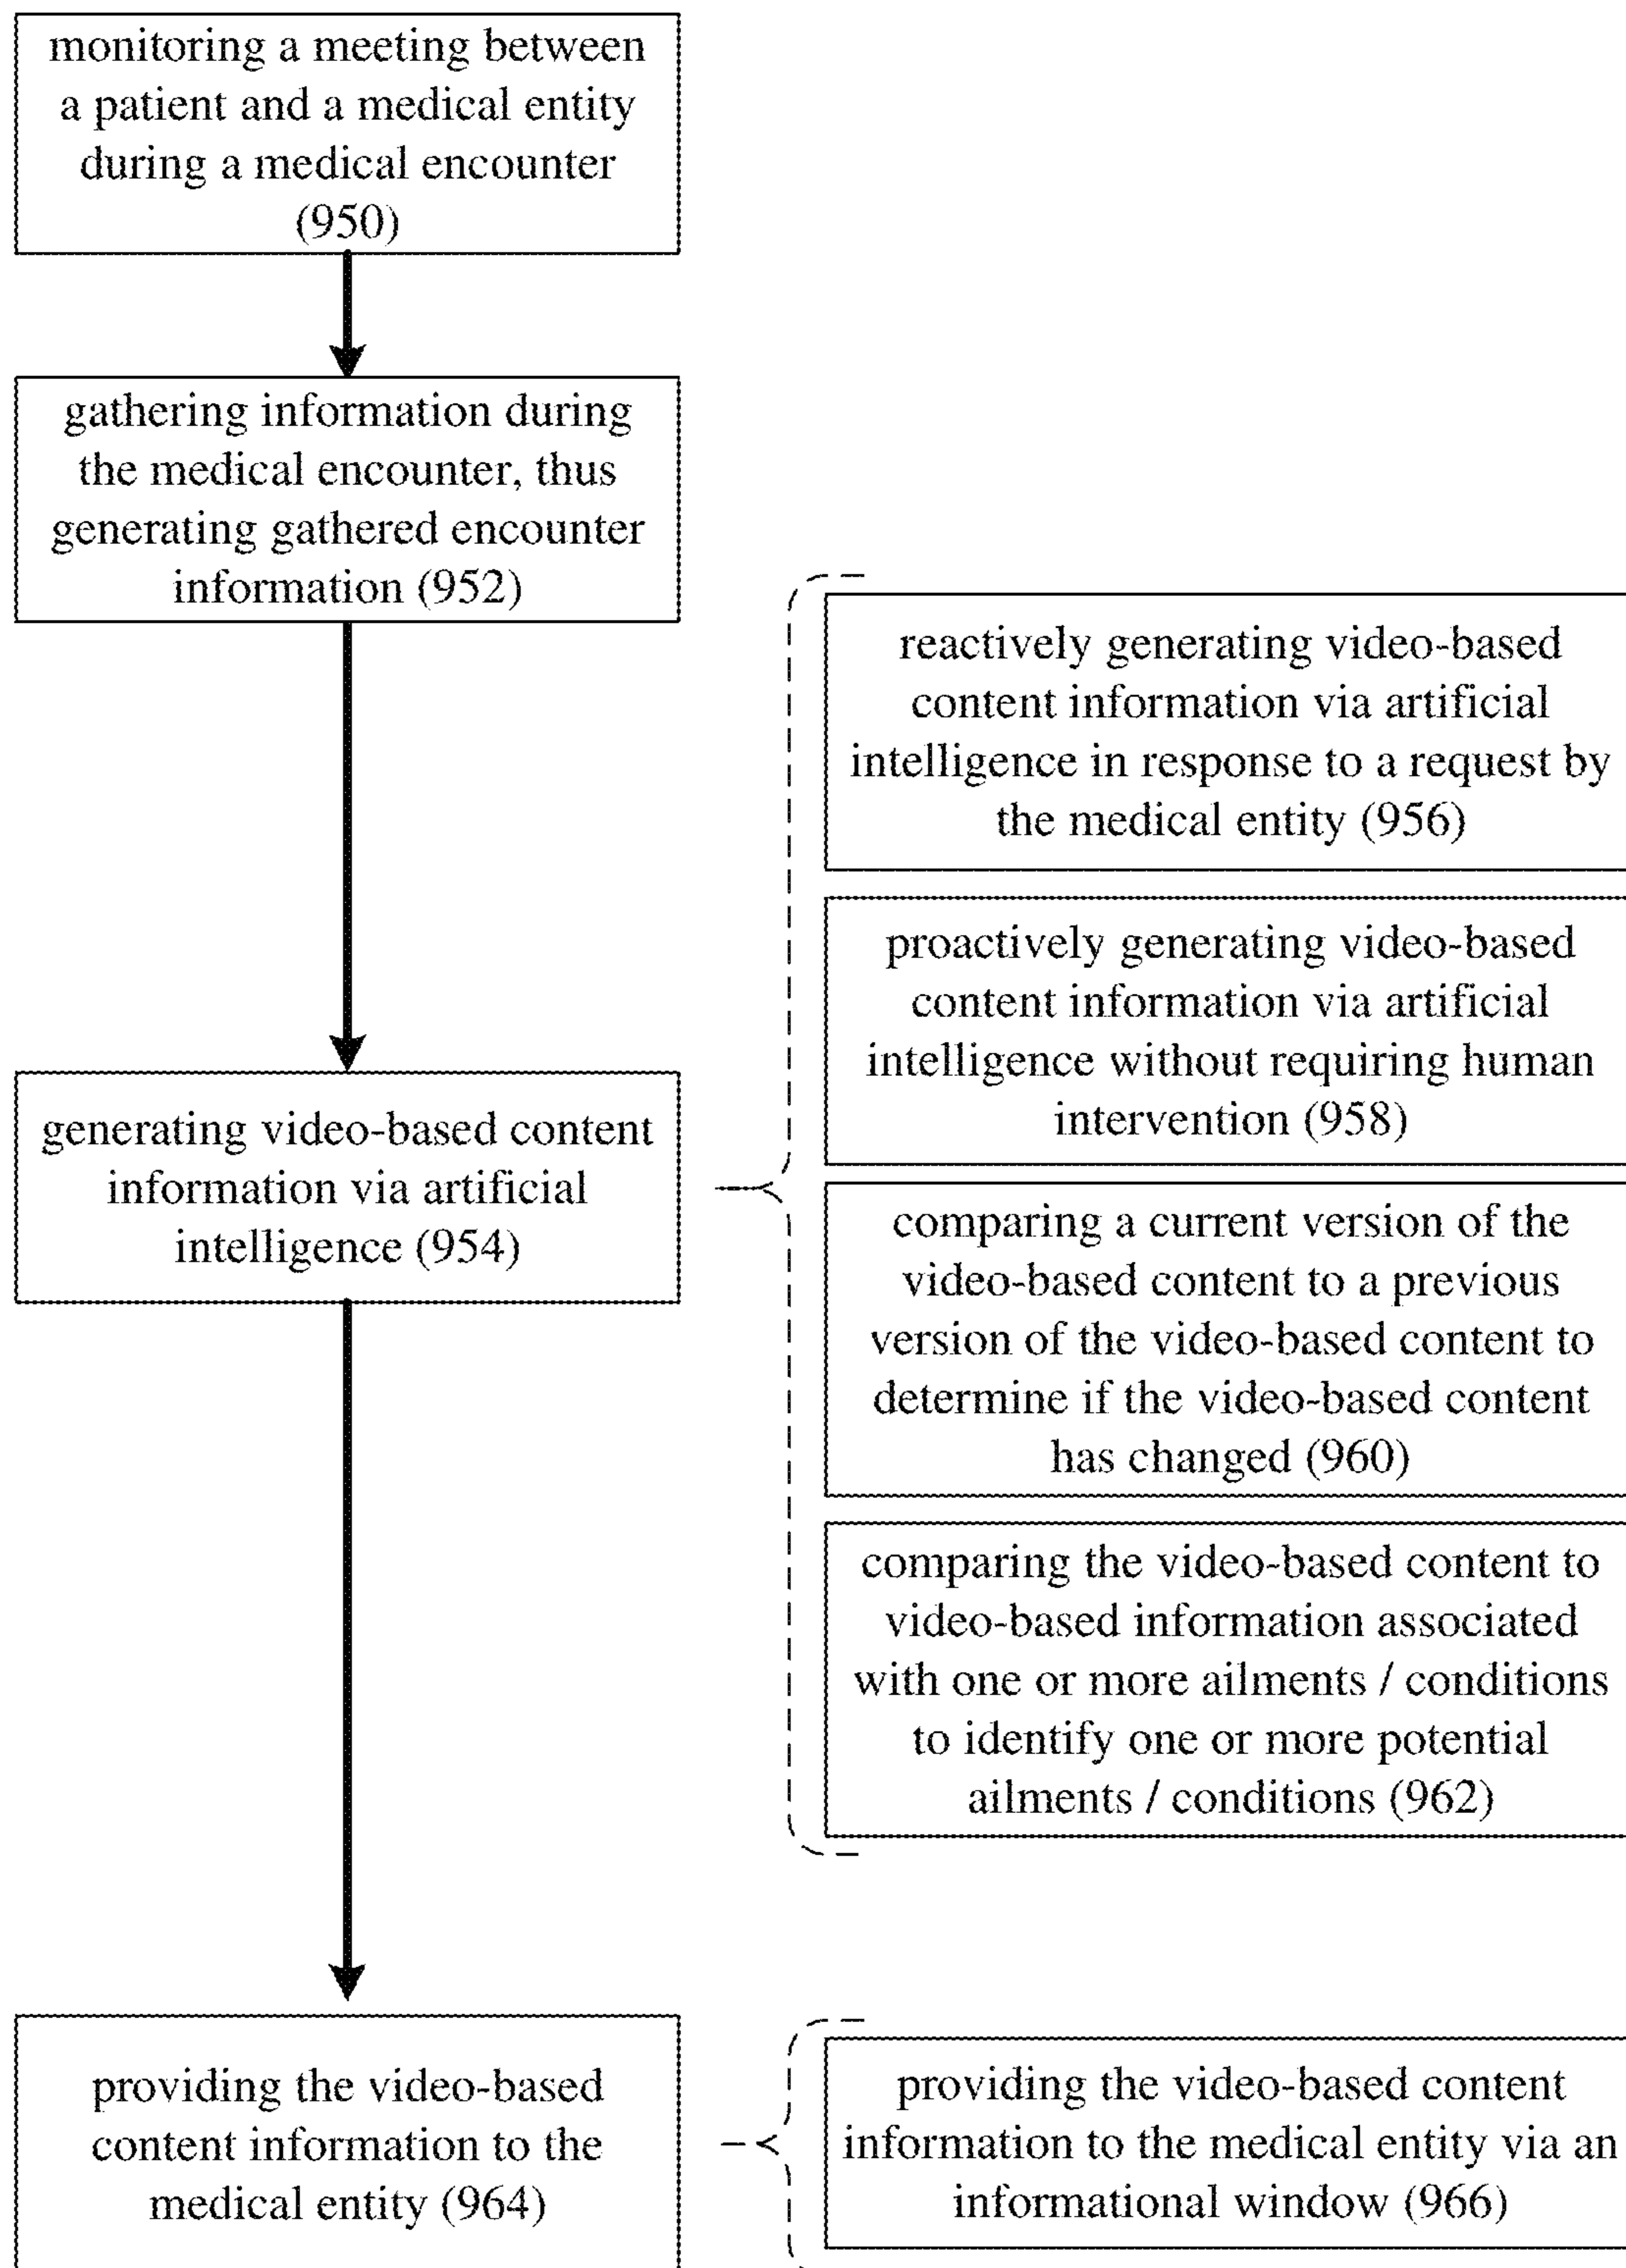 monitoring a meeting between
a patient and a medical entity
during a medical encounter
(950)
gathering information during
the medical encounter, thus
generating gathered encounter
information (952)
generating video-based content
information via artificial
intelligence (954)
reactively generating video-based
content information via artificial
intelligence in response to a request by
the medical entity (956)
proactively generating video-based
content information via artificial
intelligence without requiring human
intervention (958)
comparing a current version of the
video-based content to a previous
version of the video-based content to
determine if the video-based content
has changed (960)
comparing the video-based content to
video-based information associated
with one or more ailments / conditions
to identify one or more potential
ailments / conditions (962)
providing the video-based
content information to the
medical entity (964)
providing the video-based content
information to the medical entity via an
informational window (966)